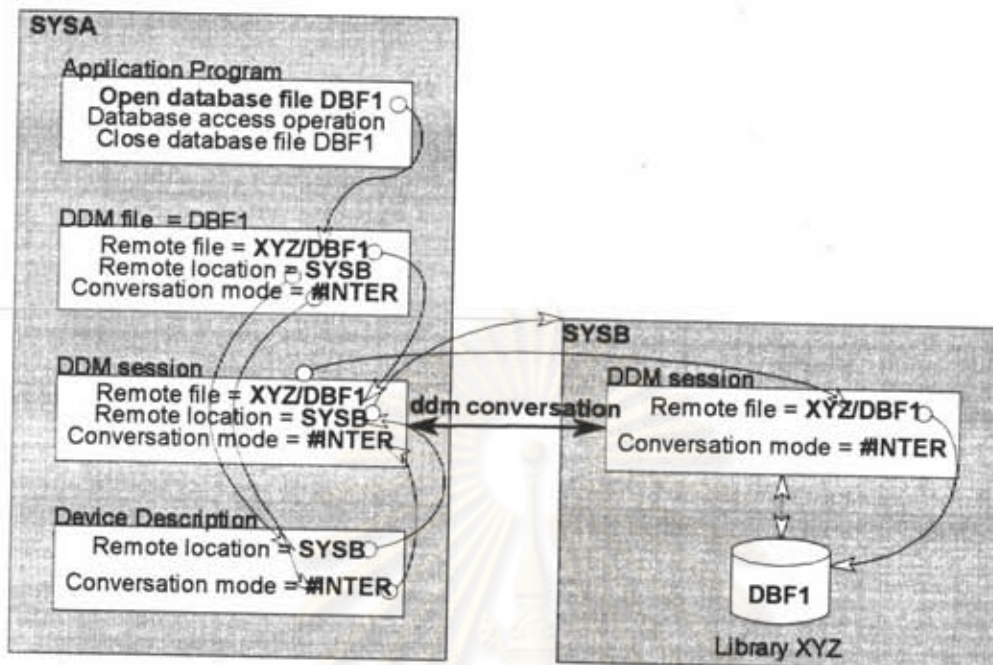 SYSA
Application Program
Open database file DBF1
Database access operation
Close database file DBF1
DDM file = DBF1
Remote file = XYZ/DBF1
Remote location = SYSB
Conversation mode = #INTER
DDM session
Remote file = XYZ/DBF1
Remote location = SYSB
Conversation mode = #INTER
Device Description
Remote location = SYSB
Conversation mode = #INTER
ddm conversation
SYSB
DDM session
Remote file = XYZ/DBF1
Conversation mode = #INTER
DBF1
Library XYZ